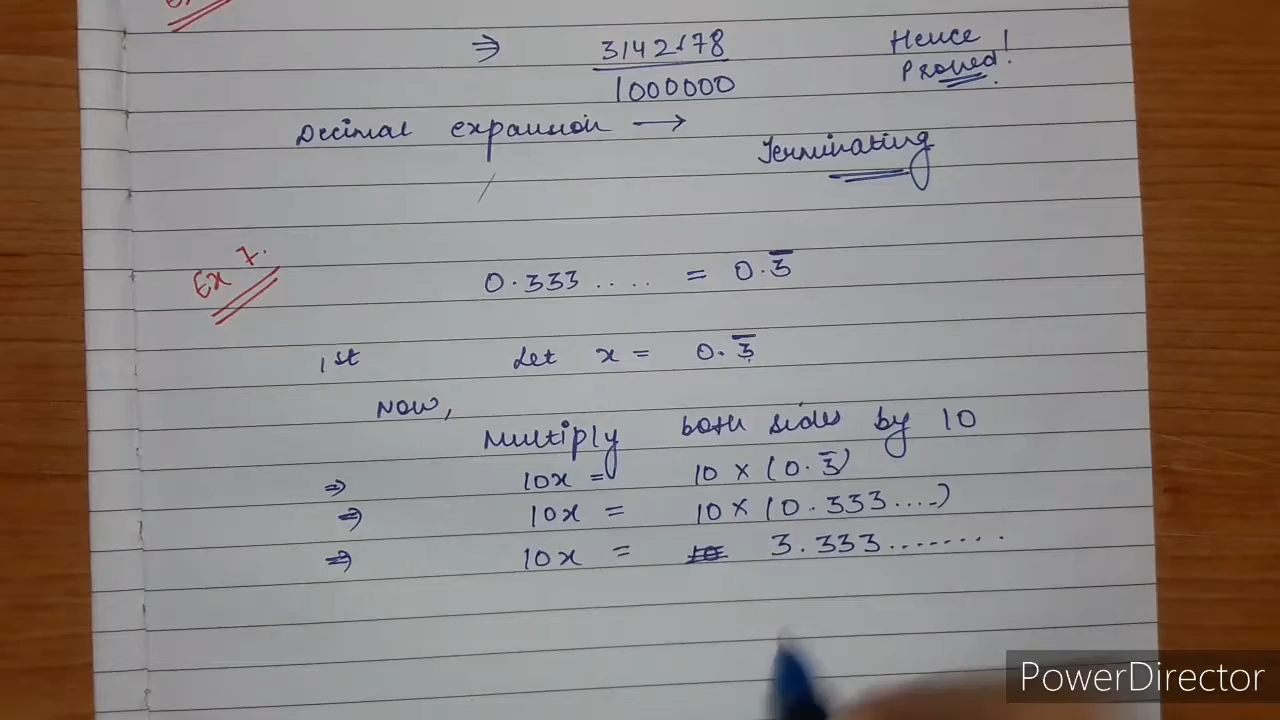 ⇒ 3142178 Hence !
1000000 Proved!
Decimal expansion →
Terminating
Ex 7.
0.333 .... = 0.3̅
1st Let x = 0.3̅
Now,
Multiply both sides by 10
⇒ 10x = 10 × (0.3̅)
⇒ 10x = 10 × (0.333....)
⇒ 10x = 3.333........
PowerDirector